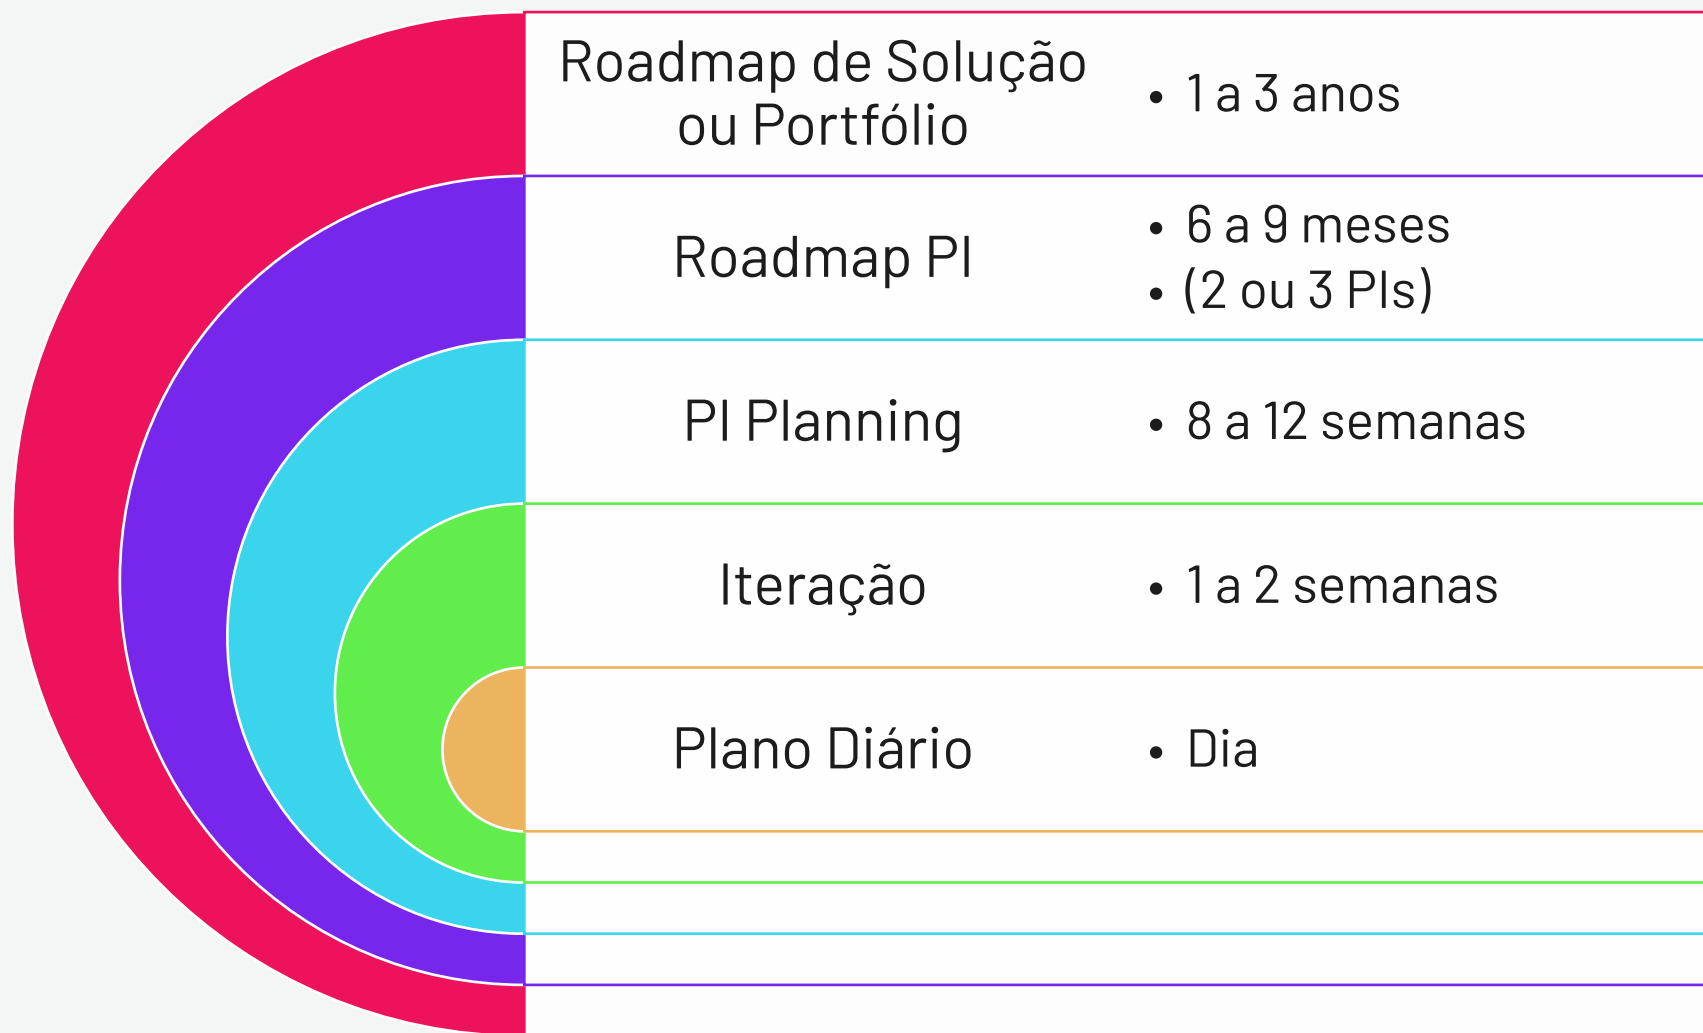 Roadmap de Solução
ou Portfólio
• 1 a 3 anos
Roadmap PI
• 6 a 9 meses
• (2 ou 3 PIs)
PI Planning
• 8 a 12 semanas
Iteração
• 1 a 2 semanas
Plano Diário
• Dia